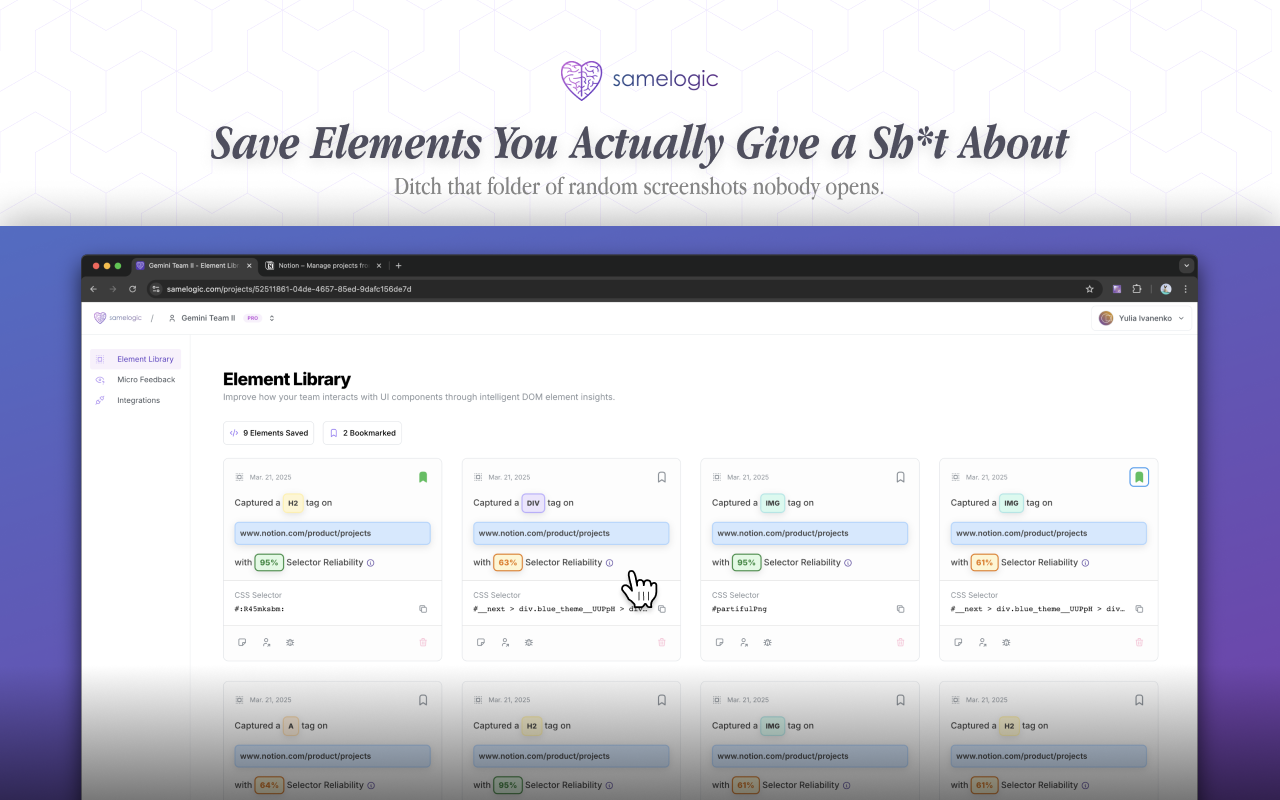 samelogic
Save Elements You Actually Give a Sh*t About
Ditch that folder of random screenshots nobody opens.
Gemini Team II - Element Lib
Notion – Manage projects fro
samelogic.com/projects/52511861-04de-4657-85ed-9dafc156de7d
samelogic / Gemini Team II PRO
Yulia Ivanenko
Element Library
Micro Feedback
Integrations
Element Library
Improve how your team interacts with UI components through intelligent DOM element insights.
9 Elements Saved
2 Bookmarked
Mar. 21, 2025
Captured a H2 tag on
www.notion.com/product/projects
with 95% Selector Reliability
CSS Selector
#:R45mkabm:
Mar. 21, 2025
Captured a DIV tag on
www.notion.com/product/projects
with 63% Selector Reliability
CSS Selector
#__next > div.blue_theme__UUPpH > div…
Mar. 21, 2025
Captured a IMG tag on
www.notion.com/product/projects
with 95% Selector Reliability
CSS Selector
#partifulPng
Mar. 21, 2025
Captured a IMG tag on
www.notion.com/product/projects
with 61% Selector Reliability
CSS Selector
#__next > div.blue_theme__UUPpH > div…
Mar. 21, 2025
Captured a A tag on
www.notion.com/product/projects
with 64% Selector Reliability
Mar. 21, 2025
Captured a H2 tag on
www.notion.com/product/projects
with 95% Selector Reliability
Mar. 21, 2025
Captured a IMG tag on
www.notion.com/product/projects
with 61% Selector Reliability
Mar. 21, 2025
Captured a H2 tag on
www.notion.com/product/projects
with 61% Selector Reliability